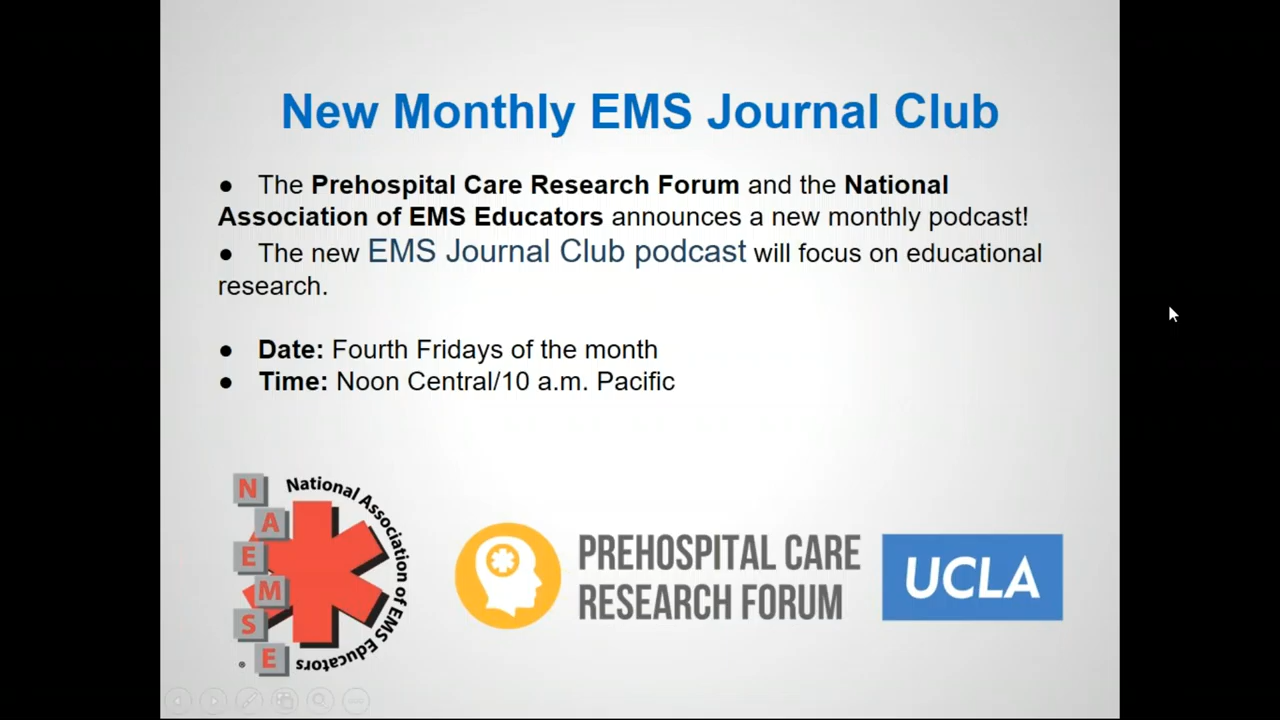 New Monthly EMS Journal Club
● The Prehospital Care Research Forum and the National
Association of EMS Educators announces a new monthly podcast!
● The new EMS Journal Club podcast will focus on educational
research.
● Date: Fourth Fridays of the month
● Time: Noon Central/10 a.m. Pacific
NAEMSE
National Association of EMS Educators
®
PREHOSPITAL CARE
RESEARCH FORUM
UCLA